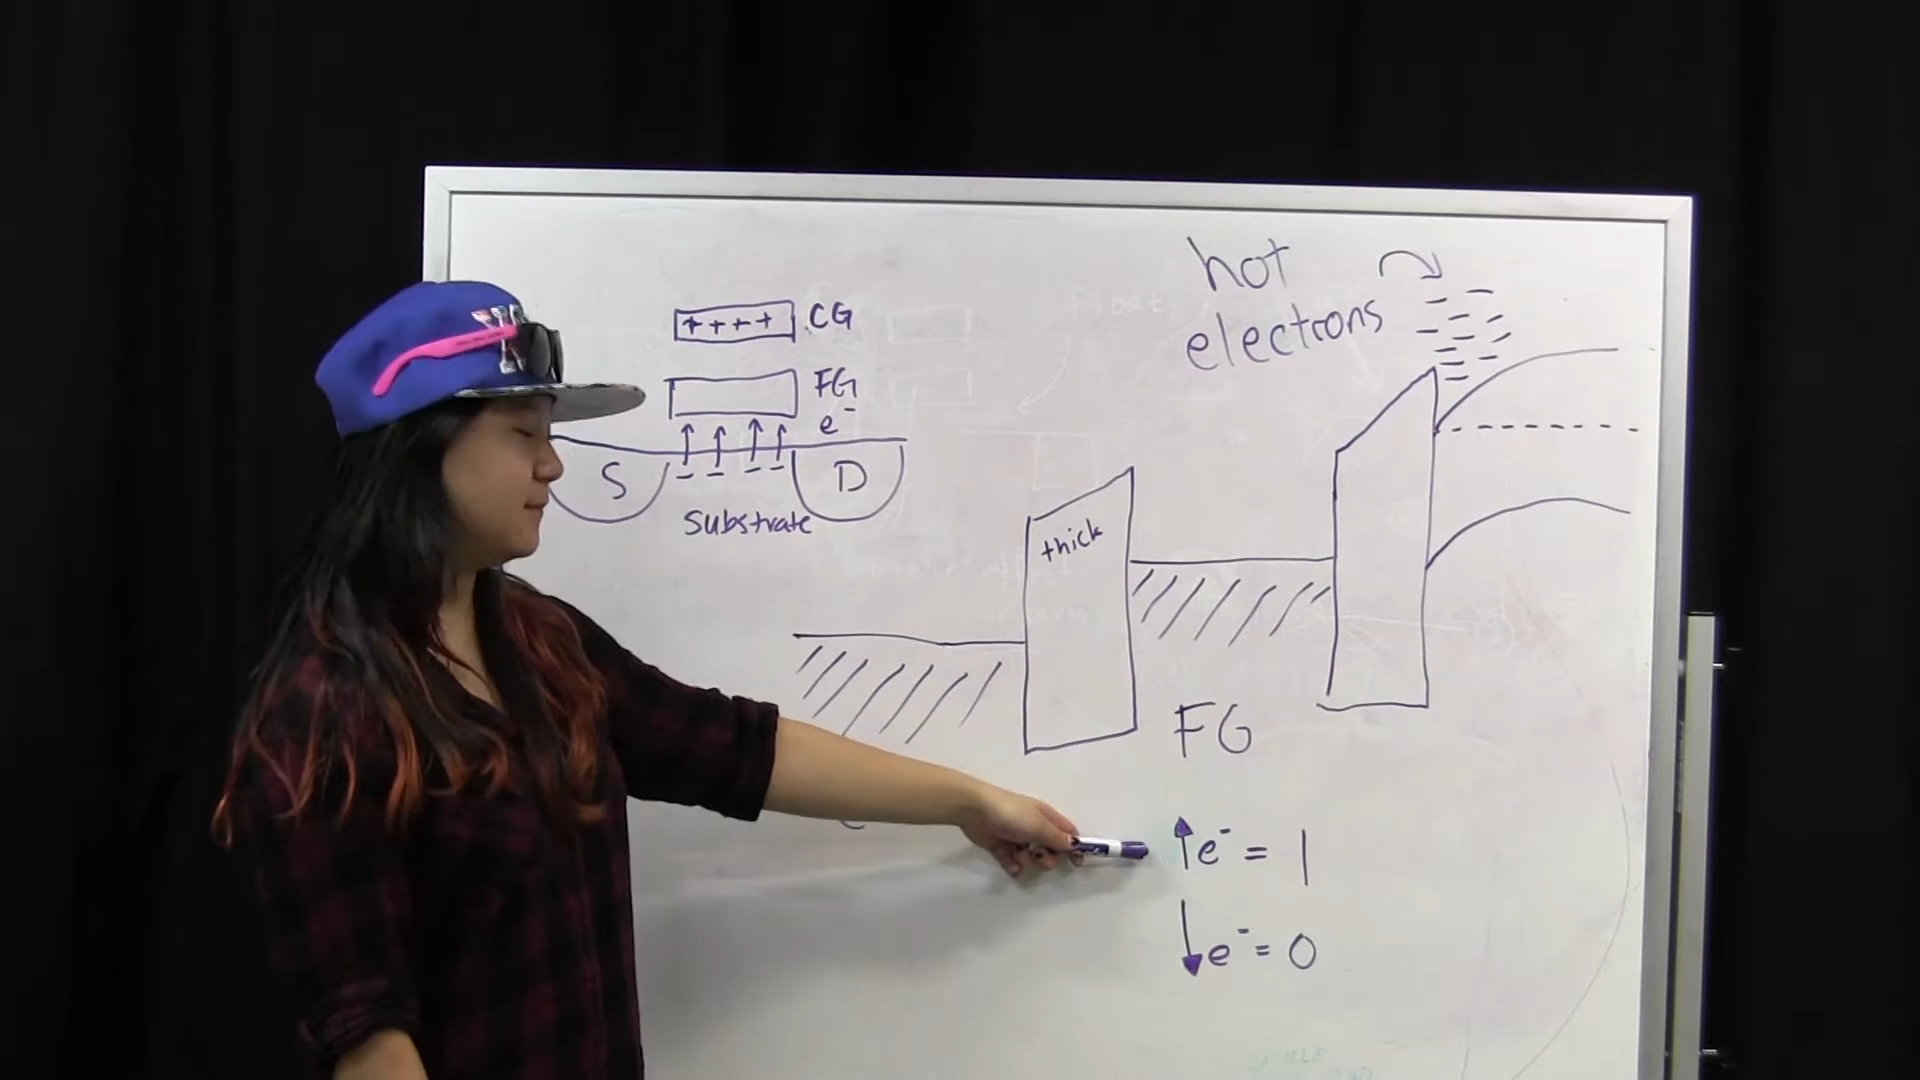 hot
electrons
++++ CG
FG
e⁻
S
D
Substrate
thick
FG
↑e⁻ = 1
↓e⁻ = 0